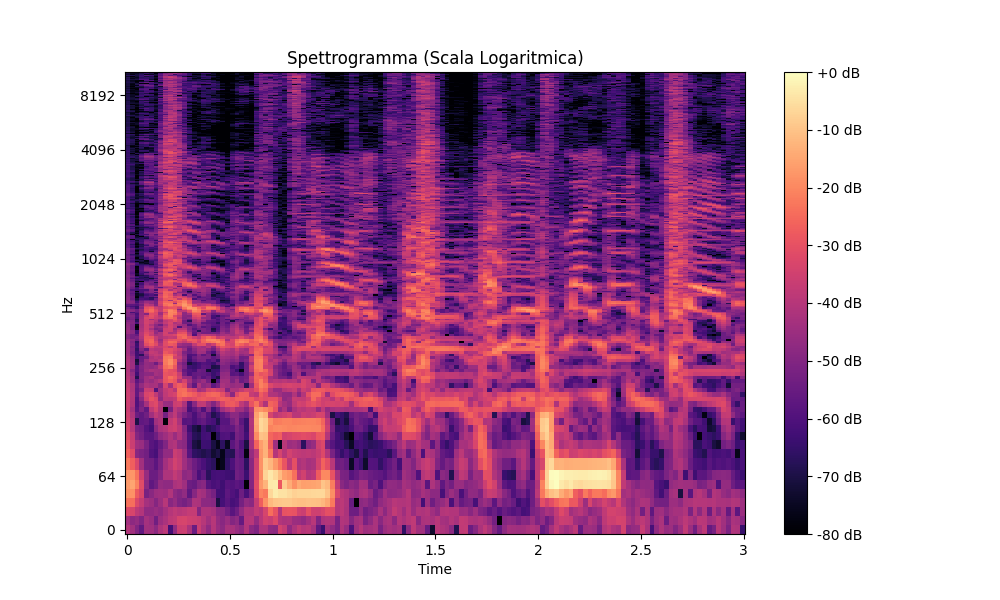 Spettrogramma (Scala Logaritmica)
Hz
8192
4096
2048
1024
512
256
128
64
0
0
0.5
1
1.5
2
2.5
3
Time
+0 dB
-10 dB
-20 dB
-30 dB
-40 dB
-50 dB
-60 dB
-70 dB
-80 dB